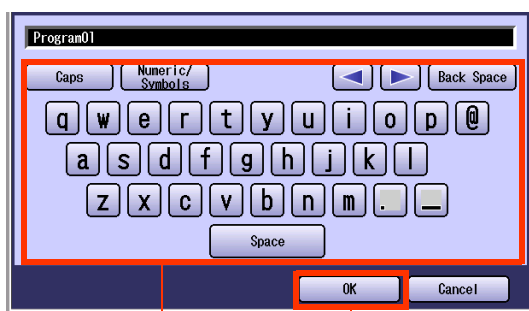 Program01
Caps Numeric/ Symbols Back Space
q w e r t y u i o p @
a s d f g h j k l
z x c v b n m . _
Space
OK Cancel